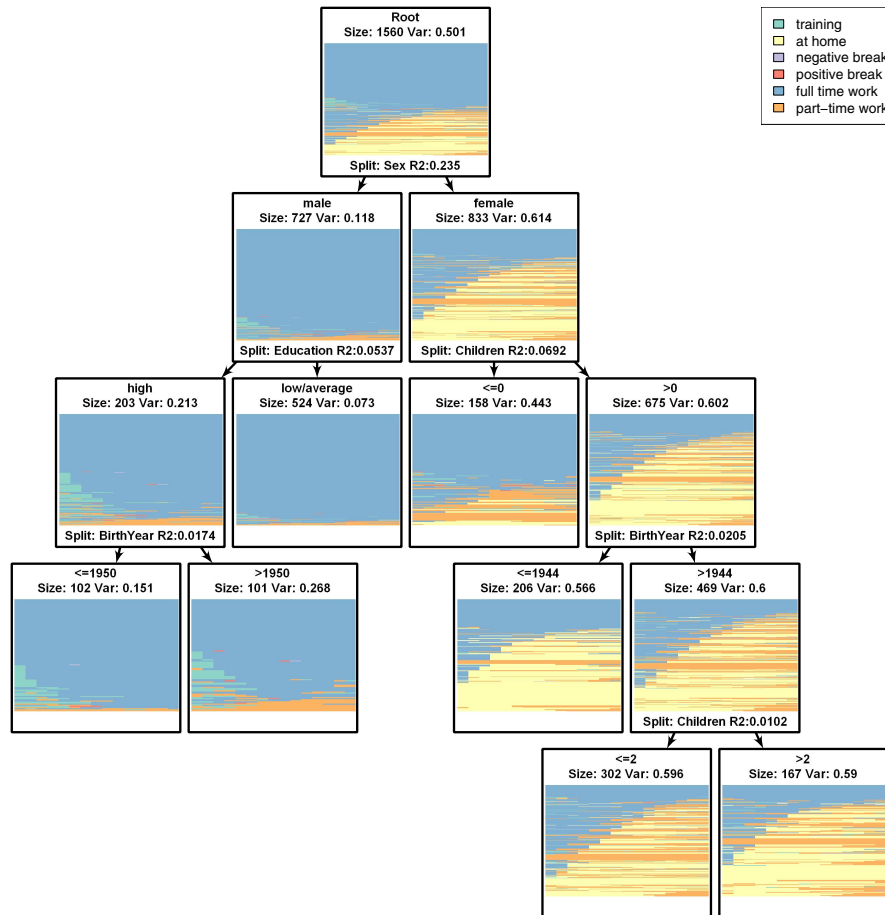 Root
Size: 1560 Var: 0.501
Split: Sex R2:0.235
training
at home
negative break
positive break
full time work
part−time work
male
Size: 727 Var: 0.118
Split: Education R2:0.0537
female
Size: 833 Var: 0.614
Split: Children R2:0.0692
high
Size: 203 Var: 0.213
Split: BirthYear R2:0.0174
low/average
Size: 524 Var: 0.073
<=0
Size: 158 Var: 0.443
>0
Size: 675 Var: 0.602
Split: BirthYear R2:0.0205
<=1950
Size: 102 Var: 0.151
>1950
Size: 101 Var: 0.268
<=1944
Size: 206 Var: 0.566
>1944
Size: 469 Var: 0.6
Split: Children R2:0.0102
<=2
Size: 302 Var: 0.596
>2
Size: 167 Var: 0.59